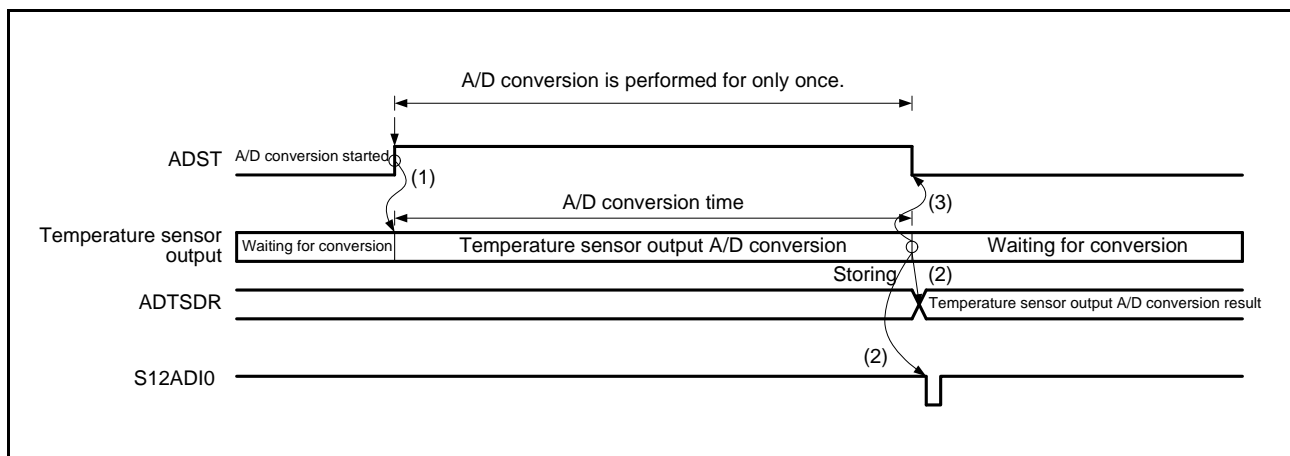 A/D conversion is performed for only once.
ADST
A/D conversion started
(1)
(3)
A/D conversion time
Temperature sensor
output
Waiting for conversion
Temperature sensor output A/D conversion
Waiting for conversion
Storing
(2)
ADTSDR
Temperature sensor output A/D conversion result
(2)
S12ADI0